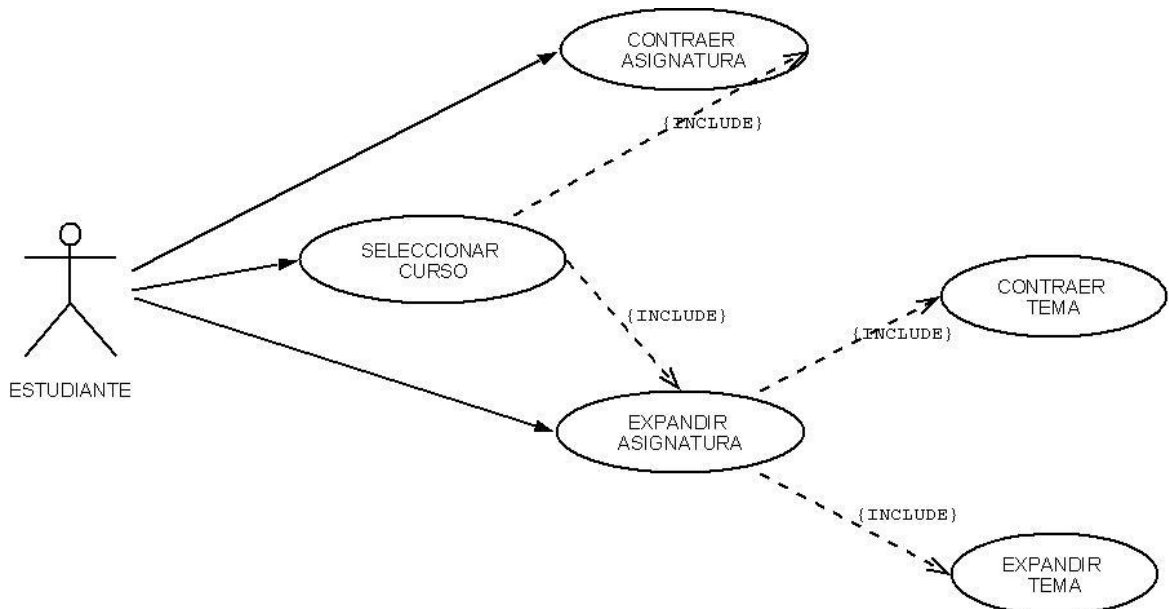 CONTRAER
ASIGNATURA
{INCLUDE}
SELECCIONAR
CURSO
{INCLUDE}
CONTRAER
TEMA
{INCLUDE}
ESTUDIANTE
EXPANDIR
ASIGNATURA
{INCLUDE}
EXPANDIR
TEMA